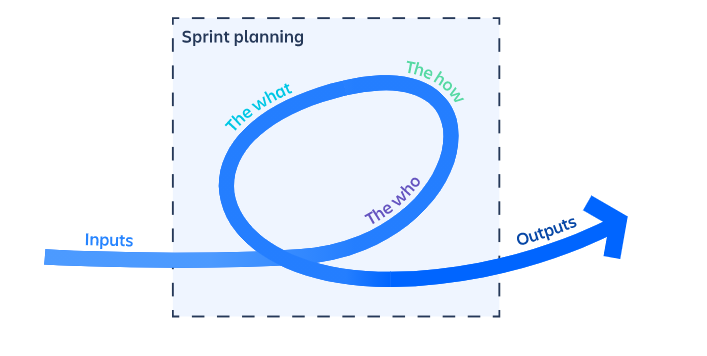 Sprint planning
The what
The how
The who
Inputs
Outputs